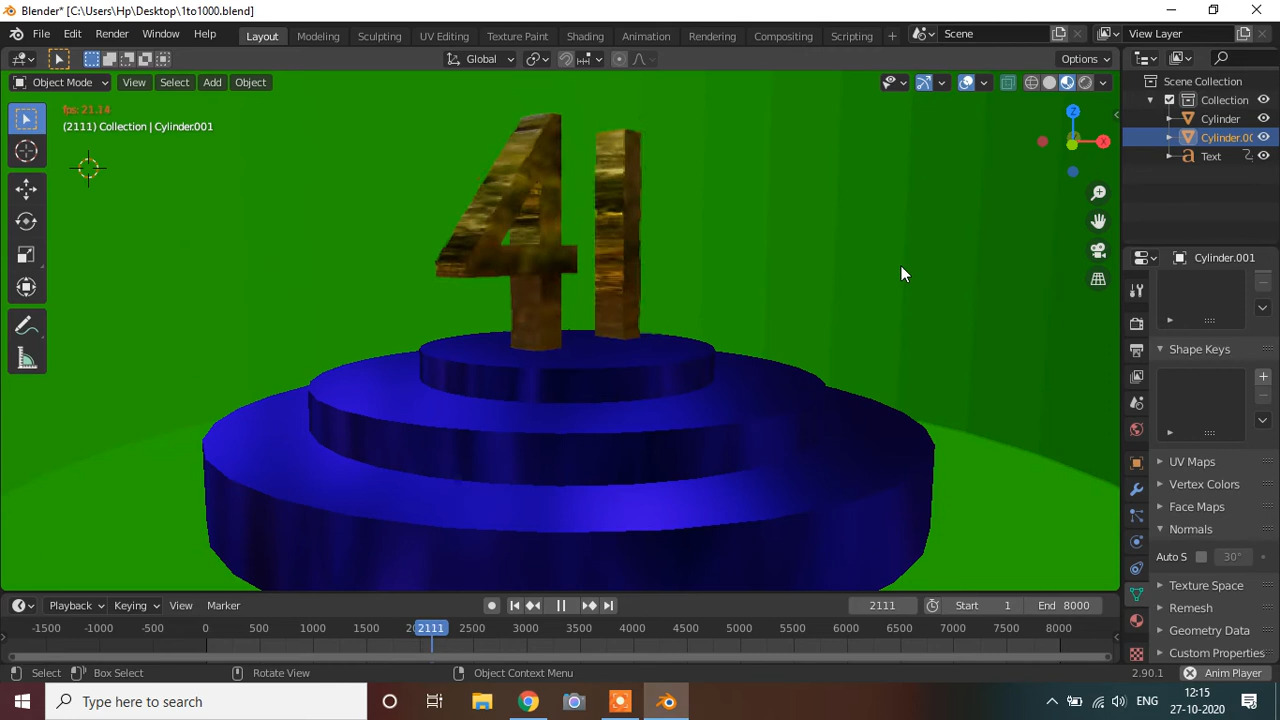 Blender* [C:\Users\Hp\Desktop\1to1000.blend]
File Edit Render Window Help Layout Modeling Sculpting UV Editing Texture Paint Shading Animation Rendering Compositing Scripting + Scene View Layer
Global Options
Object Mode View Select Add Object
fps: 21.14
(2111) Collection | Cylinder.001
41
Z
X
Scene Collection
Collection
Cylinder
Cylinder.00
Text
Cylinder.001
Shape Keys
UV Maps
Vertex Colors
Face Maps
Normals
Auto S 30°
Texture Space
Remesh
Geometry Data
Custom Properties
Playback Keying View Marker 2111 Start 1 End 8000
-1500 -1000 -500 0 500 1000 1500 2111 2500 3000 3500 4000 4500 5000 5500 6000 6500 7000 7500 8000
Select Box Select Rotate View Object Context Menu 2.90.1 Anim Player
Type here to search
ENG
12:15
27-10-2020